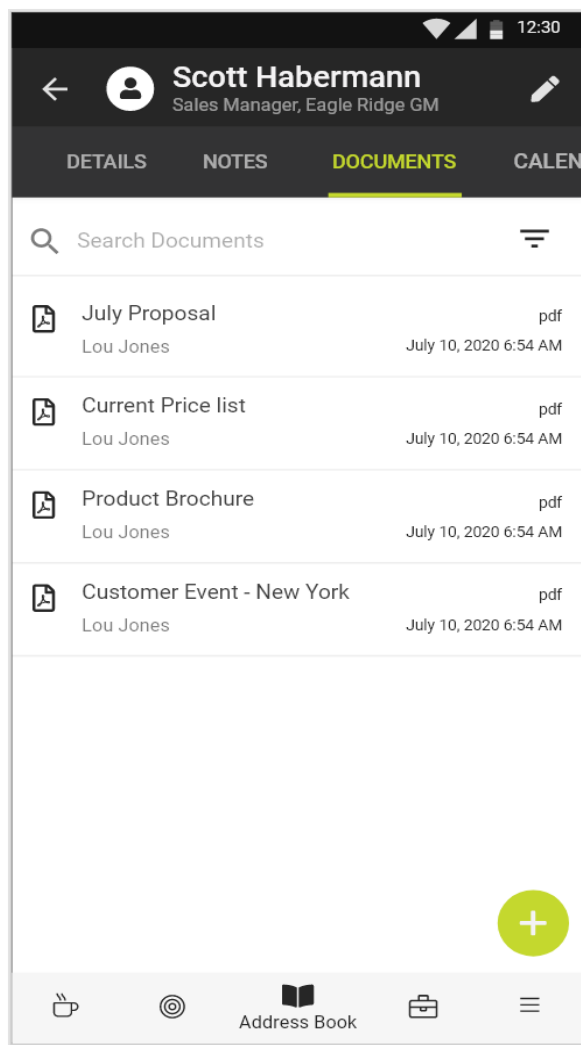 12:30
Scott Habermann
Sales Manager, Eagle Ridge GM
DETAILS NOTES DOCUMENTS CALEN
Search Documents
July Proposal pdf
Lou Jones July 10, 2020 6:54 AM
Current Price list pdf
Lou Jones July 10, 2020 6:54 AM
Product Brochure pdf
Lou Jones July 10, 2020 6:54 AM
Customer Event - New York pdf
Lou Jones July 10, 2020 6:54 AM
Address Book